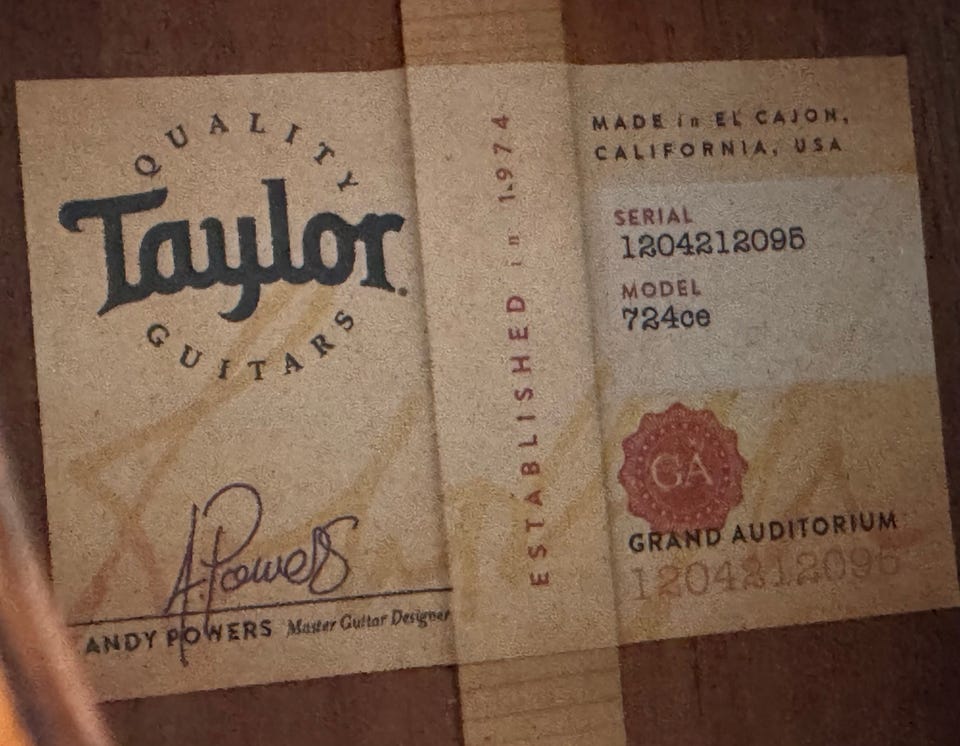 QUALITY
Taylor.
GUITARS
A. Powers
ANDY POWERS Master Guitar Designer
ESTABLISHED in 1974
MADE in EL CAJON,
CALIFORNIA, USA
SERIAL
1204212095
MODEL
724ce
GA
GRAND AUDITORIUM
1204212095